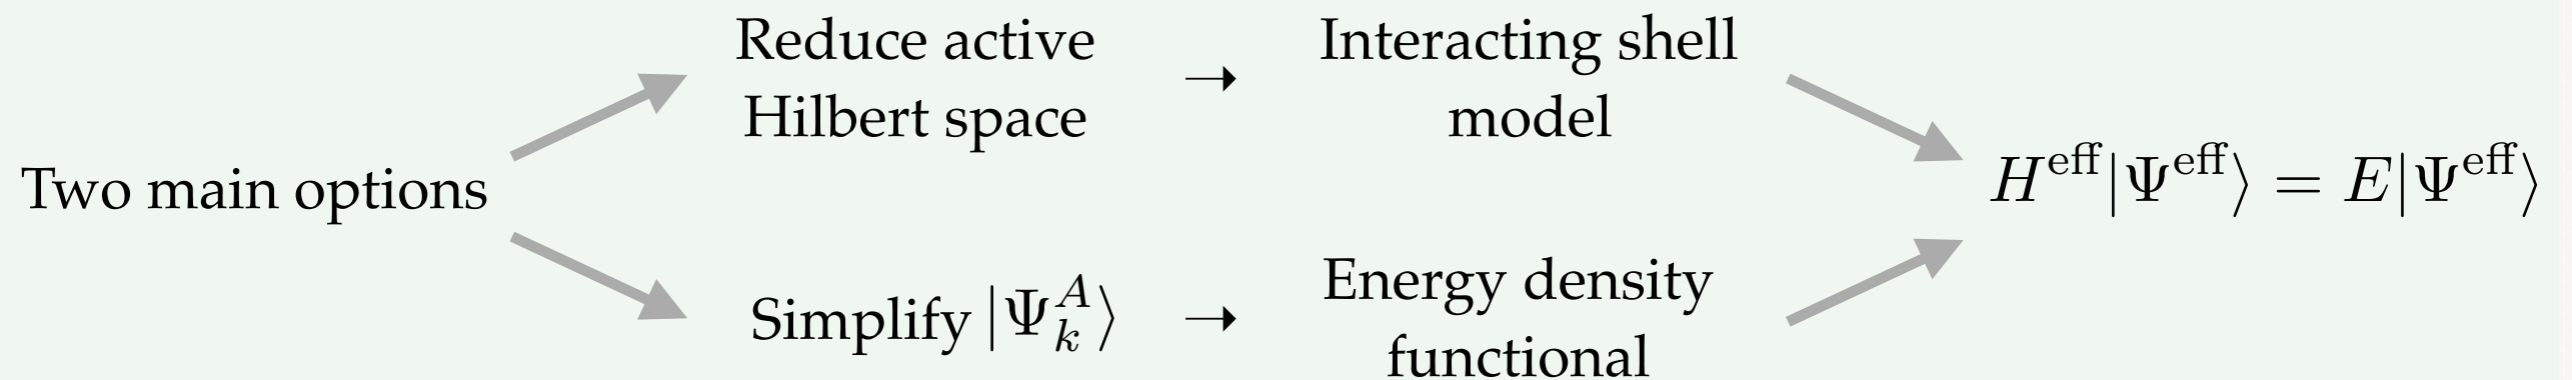 Two main options
Reduce active
Hilbert space
→
Interacting shell
model
Simplify |Ψ_k^A⟩
→
Energy density
functional
H^eff|Ψ^eff⟩ = E|Ψ^eff⟩